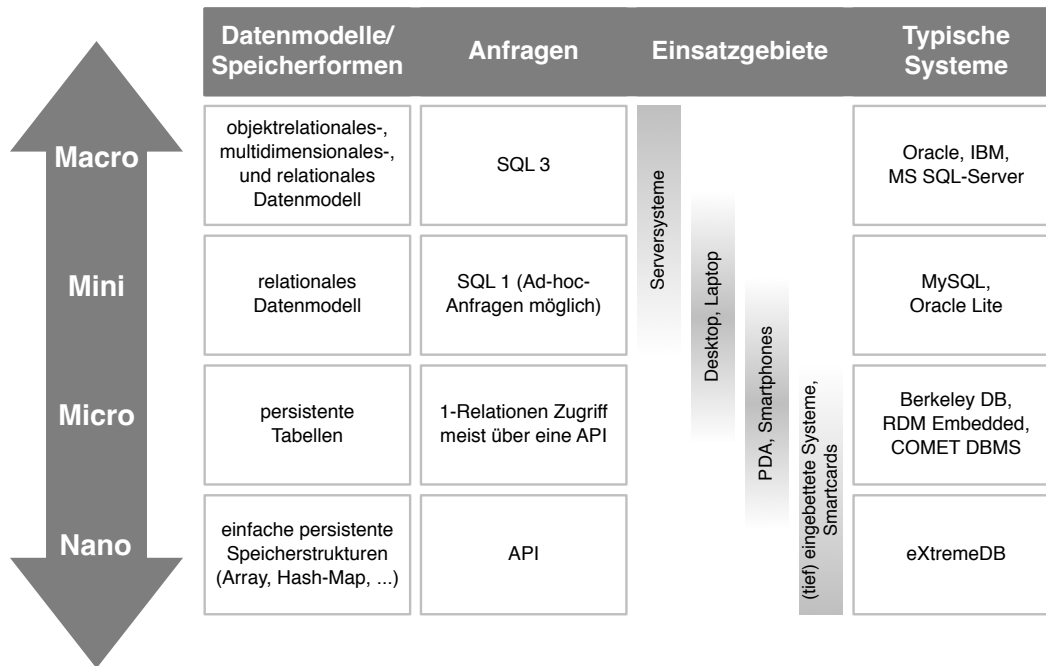 Datenmodelle/
Speicherformen
Anfragen
Einsatzgebiete
Typische
Systeme
Macro
objektrelationales-,
multidimensionales-,
und relationales
Datenmodell
SQL 3
Oracle, IBM,
MS SQL-Server
Mini
relationales
Datenmodell
SQL 1 (Ad-hoc-
Anfragen möglich)
MySQL,
Oracle Lite
Micro
persistente
Tabellen
1-Relationen Zugriff
meist über eine API
Berkeley DB,
RDM Embedded,
COMET DBMS
Nano
einfache persistente
Speicherstrukturen
(Array, Hash-Map, ...)
API
eXtremeDB
Serversysteme
Desktop, Laptop
PDA, Smartphones
(tief) eingebettete Systeme,
Smartcards